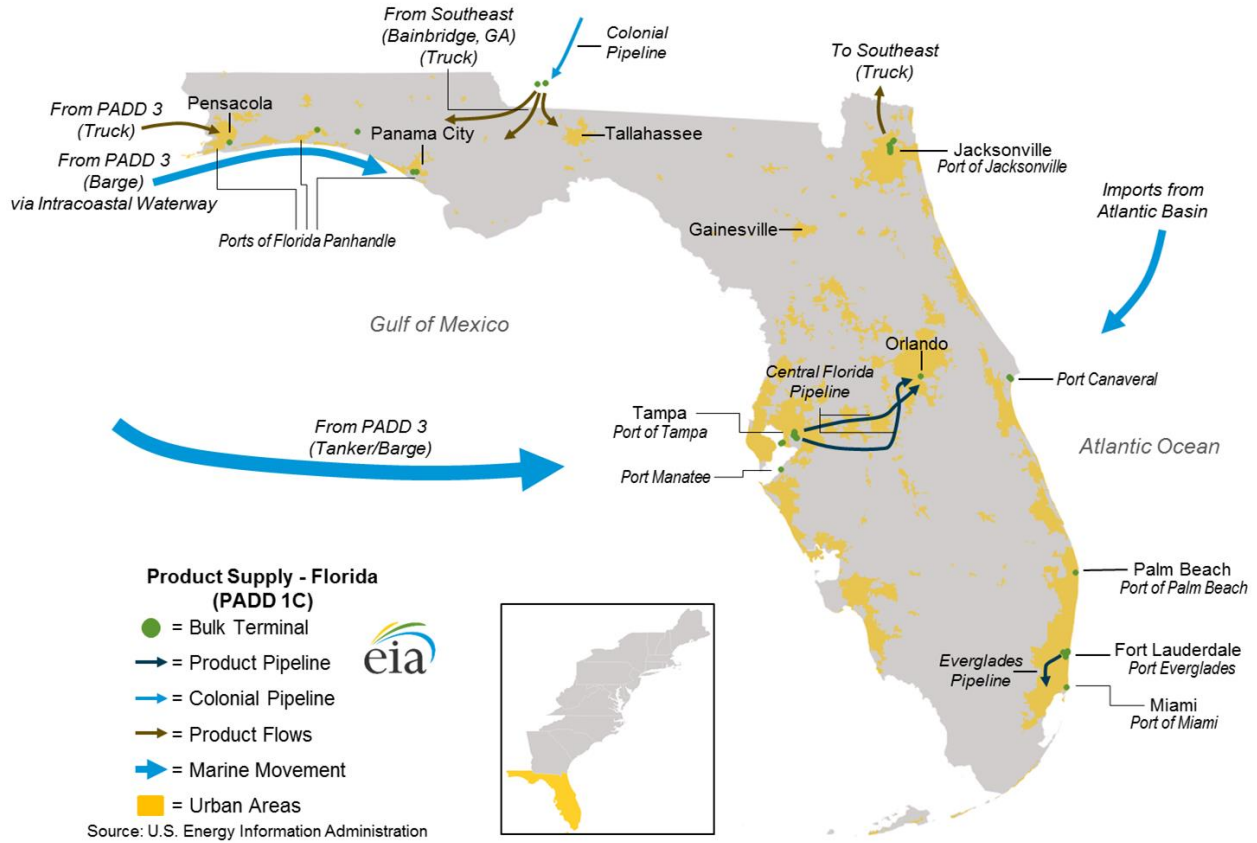 From Southeast
(Bainbridge, GA)
(Truck)
Colonial
Pipeline
To Southeast
(Truck)
From PADD 3
(Truck)
Pensacola
Panama City
Tallahassee
Jacksonville
Port of Jacksonville
From PADD 3
(Barge)
via Intracoastal Waterway
Ports of Florida Panhandle
Imports from
Atlantic Basin
Gainesville
Gulf of Mexico
Orlando
Central Florida
Pipeline
Port Canaveral
Tampa
Port of Tampa
From PADD 3
(Tanker/Barge)
Atlantic Ocean
Port Manatee
Palm Beach
Port of Palm Beach
Everglades
Pipeline
Fort Lauderdale
Port Everglades
Miami
Port of Miami
Product Supply - Florida
(PADD 1C)
= Bulk Terminal
= Product Pipeline
= Colonial Pipeline
= Product Flows
= Marine Movement
= Urban Areas
eia
Source: U.S. Energy Information Administration